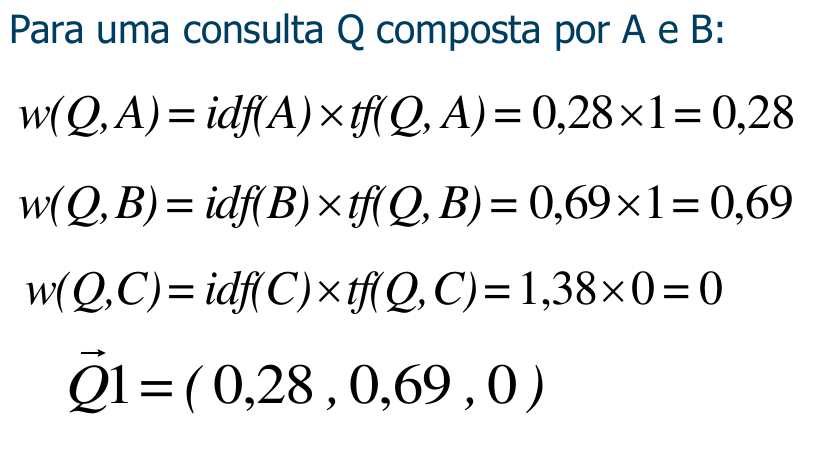 Para uma consulta Q composta por A e B:
w(Q,A)=idf(A)×tf(Q,A)=0,28×1=0,28
w(Q,B)=idf(B)×tf(Q,B)=0,69×1=0,69
w(Q,C)=idf(C)×tf(Q,C)=1,38×0=0
Q⃗1=(0,28,0,69,0)